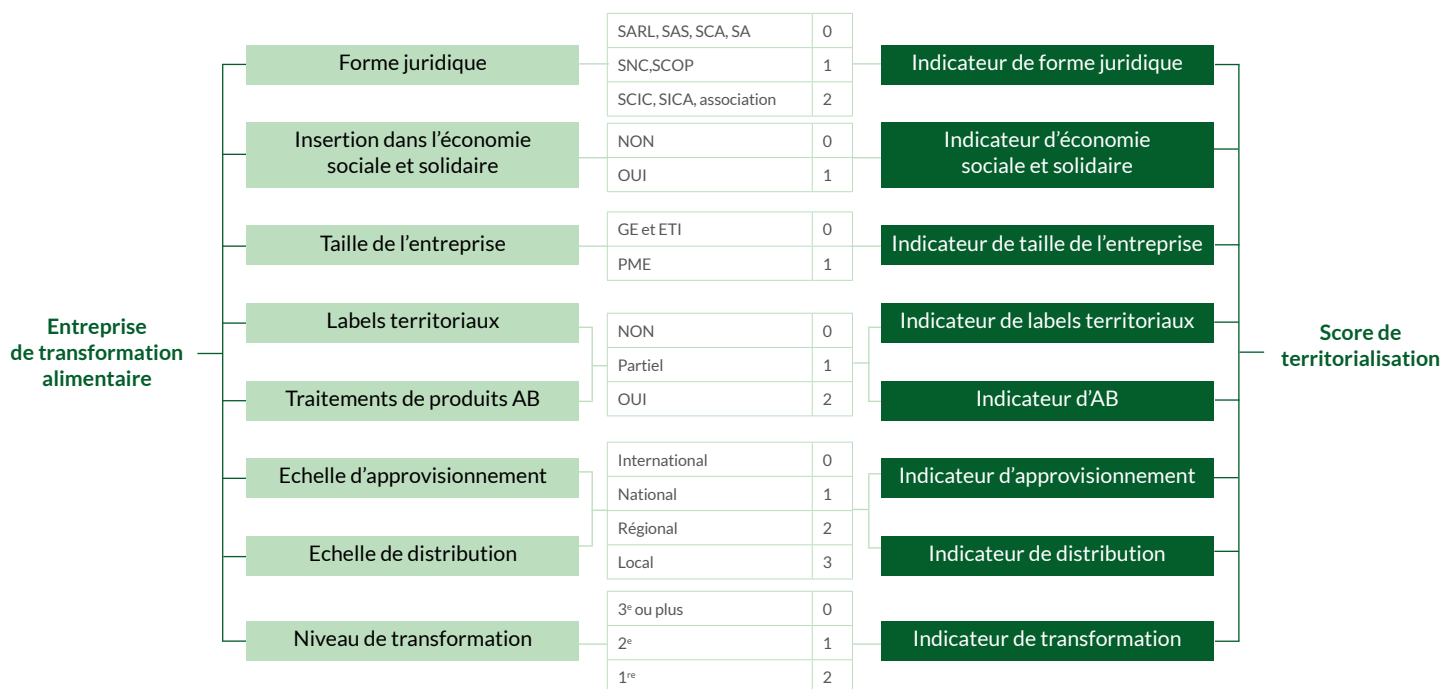 Entreprise
de transformation
alimentaire
Forme juridique
SARL, SAS, SCA, SA 0
SNC,SCOP 1
SCIC, SICA, association 2
Indicateur de forme juridique
Insertion dans l'économie
sociale et solidaire
NON 0
OUI 1
Indicateur d'économie
sociale et solidaire
Taille de l'entreprise
GE et ETI 0
PME 1
Indicateur de taille de l'entreprise
Labels territoriaux
Traitements de produits AB
NON 0
Partiel 1
OUI 2
Indicateur de labels territoriaux
Indicateur d'AB
Echelle d'approvisionnement
Echelle de distribution
International 0
National 1
Régional 2
Local 3
Indicateur d'approvisionnement
Indicateur de distribution
Niveau de transformation
3e ou plus 0
2e 1
1re 2
Indicateur de transformation
Score de
territorialisation